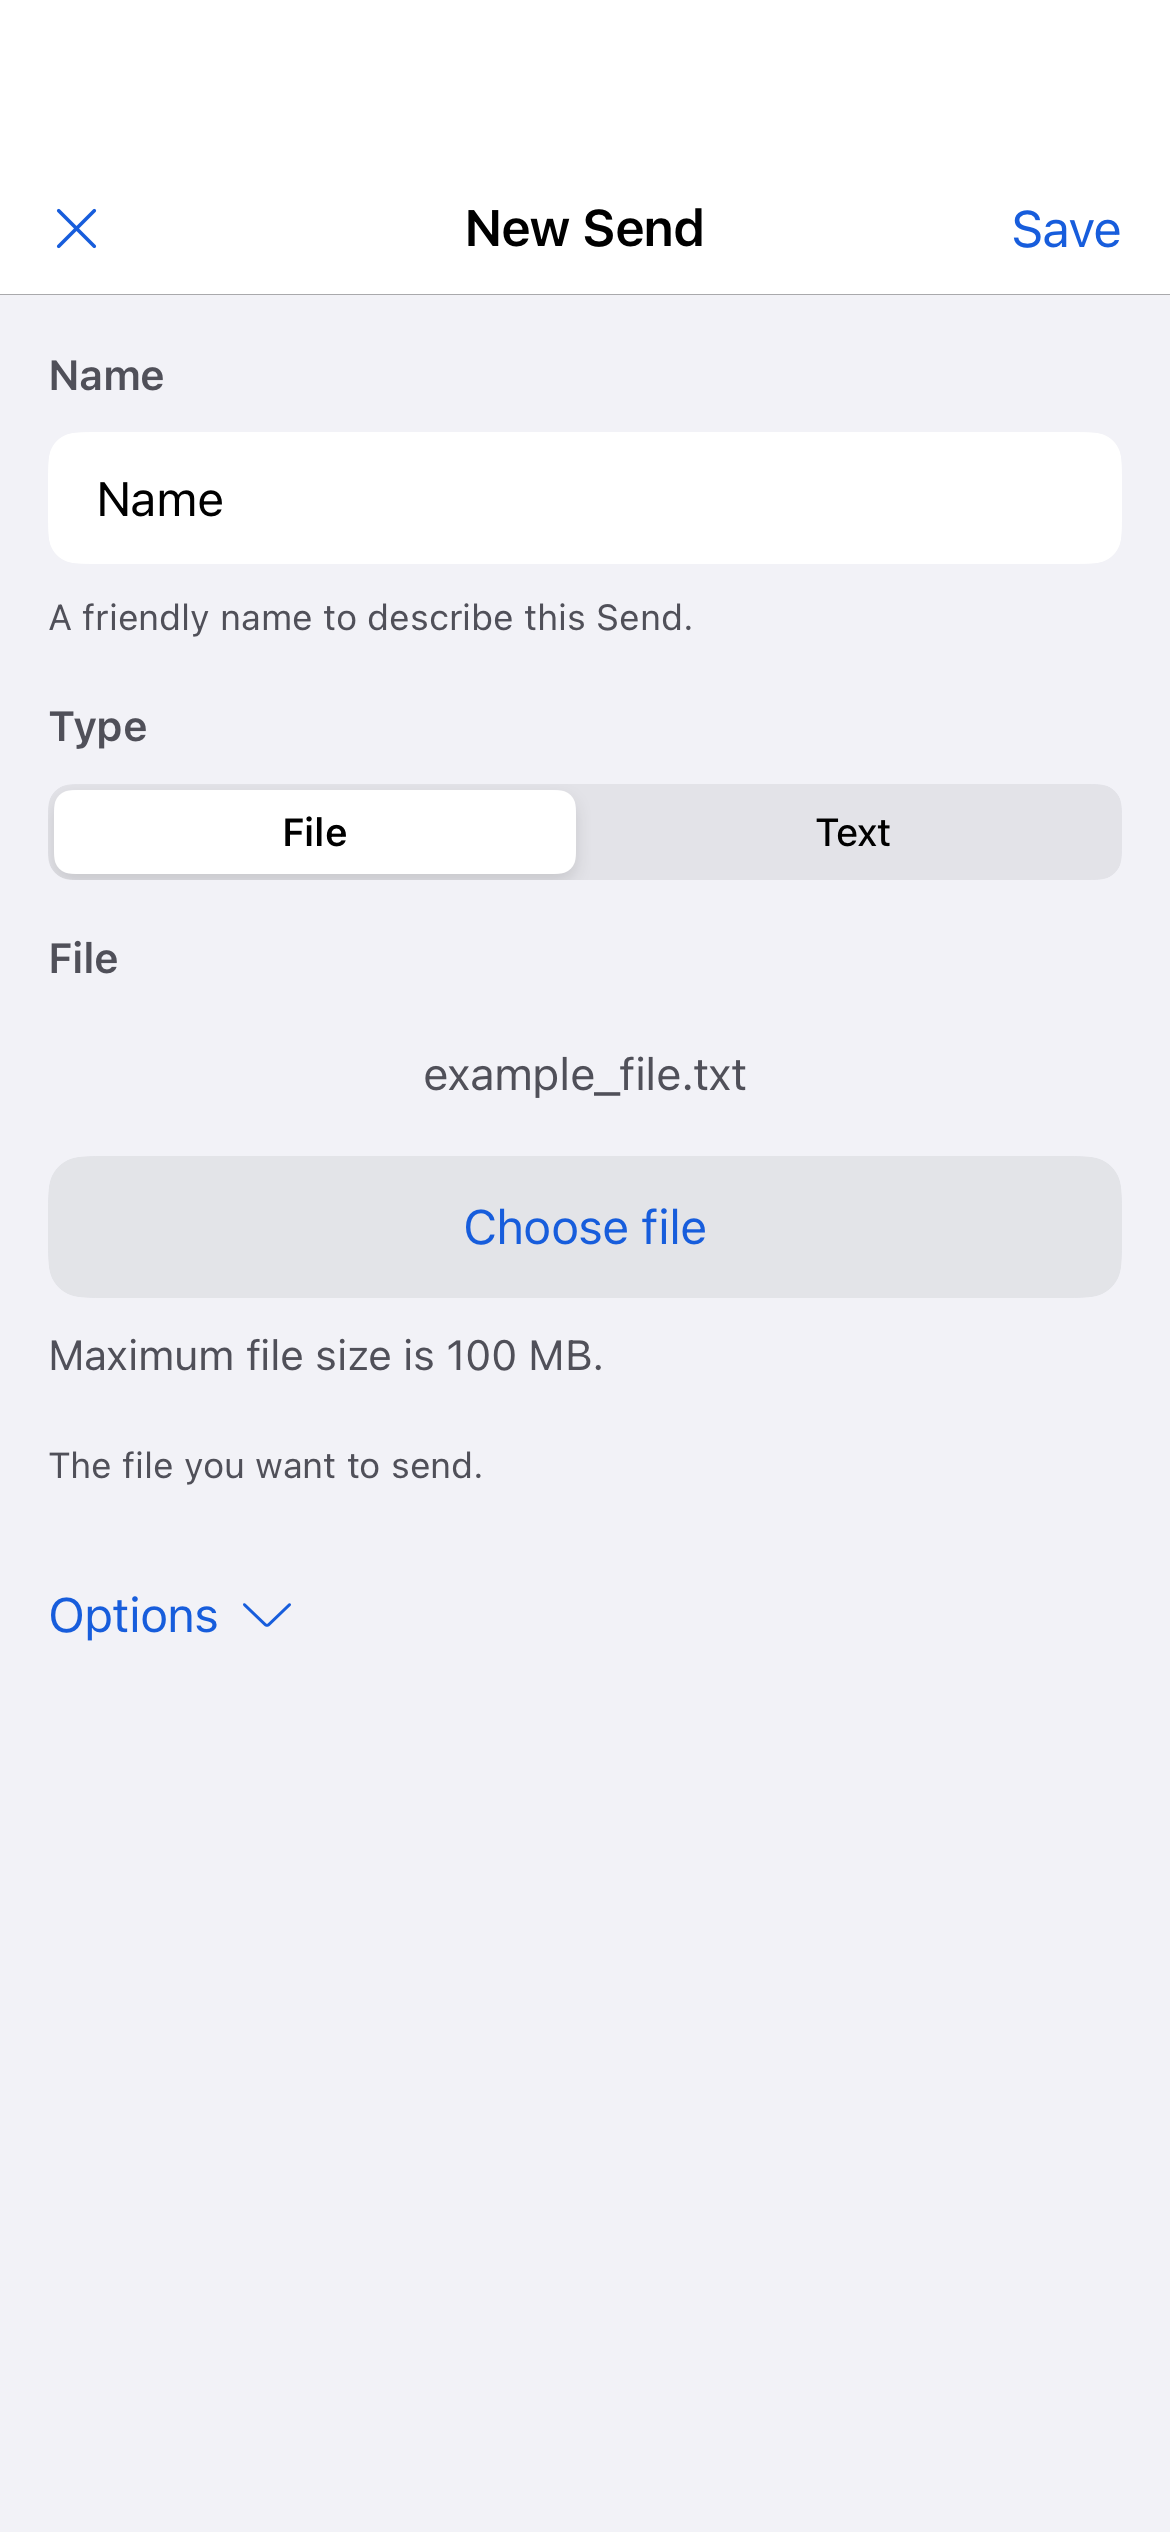 New Send
Save
Name
Name
A friendly name to describe this Send.
Type
File
Text
File
example_file.txt
Choose file
Maximum file size is 100 MB.
The file you want to send.
Options